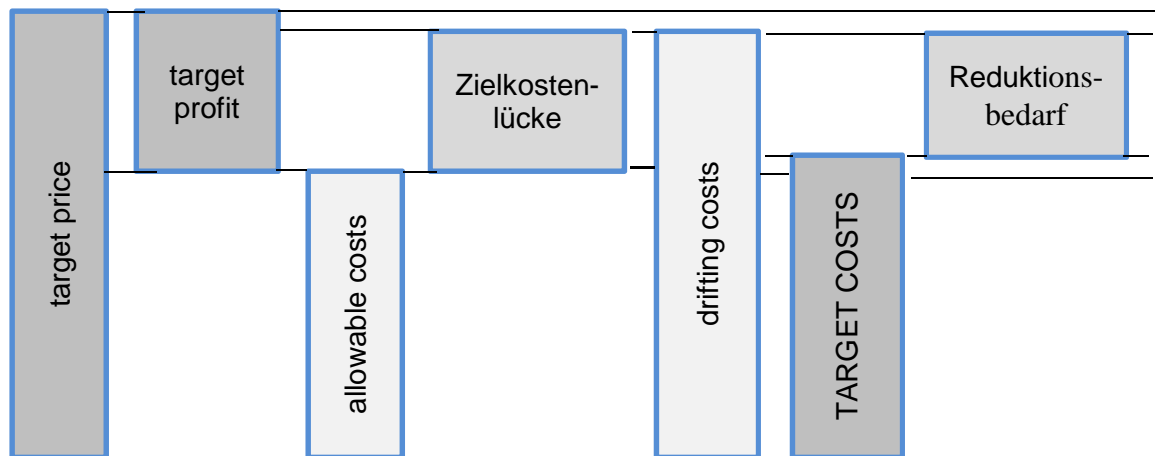 target price
target
profit
allowable costs
Zielkosten-
lücke
drifting costs
TARGET COSTS
Reduktions-
bedarf